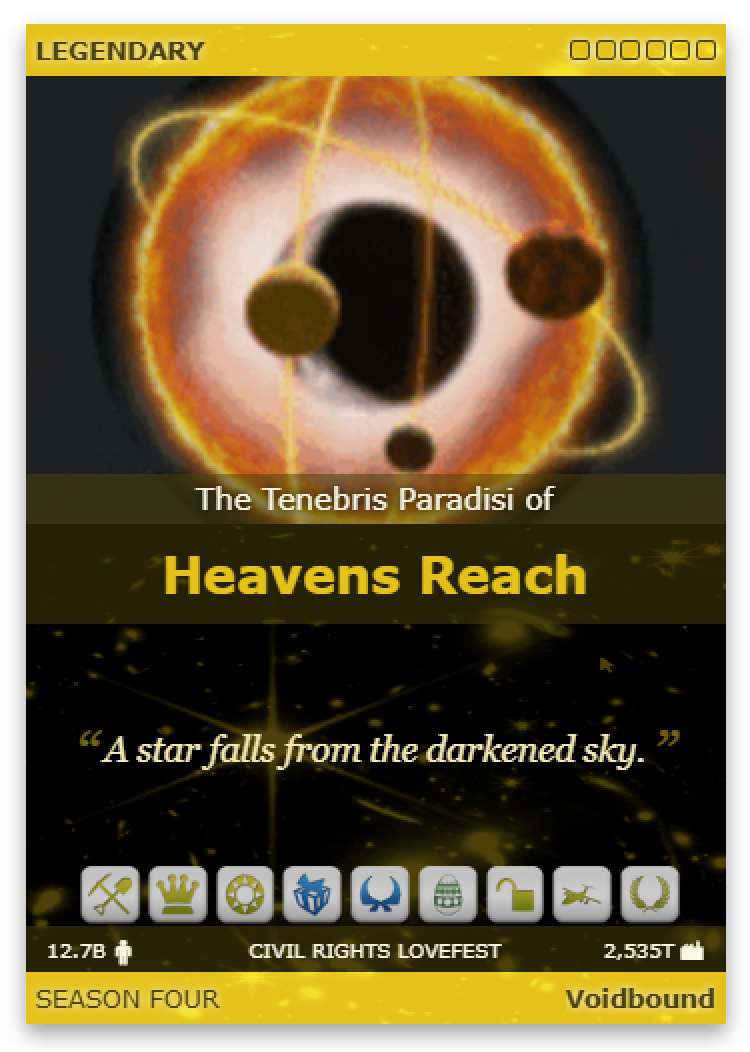 LEGENDARY
The Tenebris Paradisi of
Heavens Reach
“A star falls from the darkened sky. ”
12.7B CIVIL RIGHTS LOVEFEST 2,535T
SEASON FOUR Voidbound